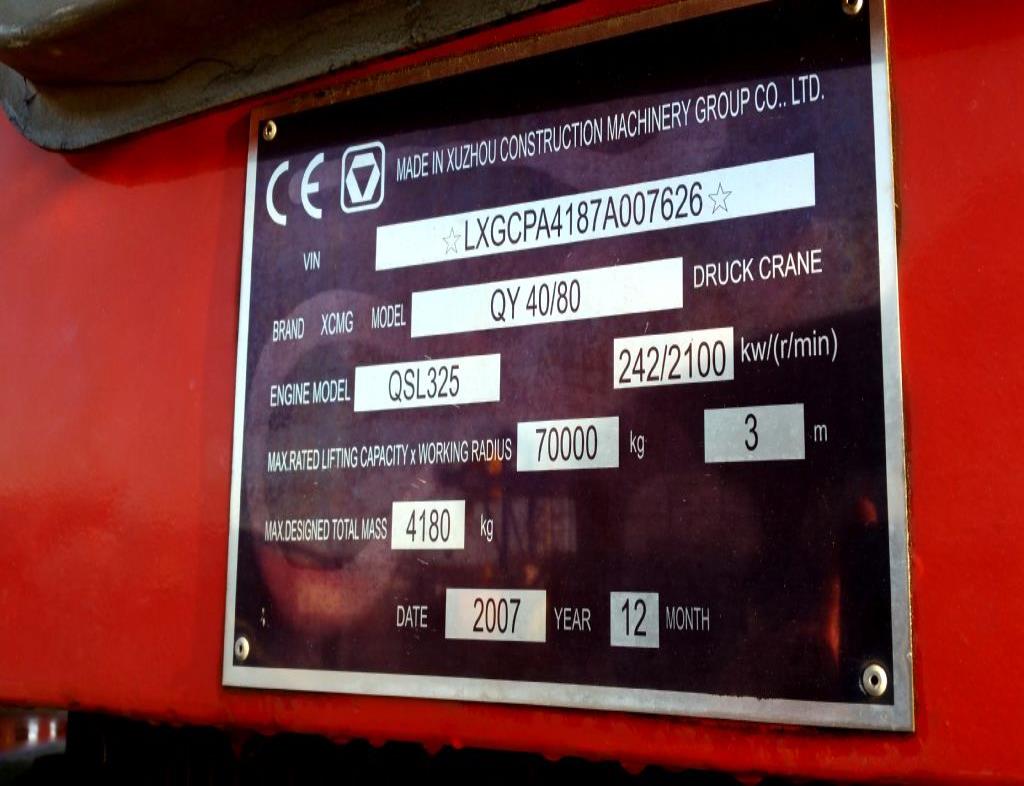 CE MADE IN XUZHOU CONSTRUCTION MACHINERY GROUP CO.. LTD.
VIN ☆LXGCPA4187A007626☆
BRAND XCMG MODEL QY 40/80 DRUCK CRANE
ENGINE MODEL QSL325 242/2100 kw/(r/min)
MAX.RATED LIFTING CAPACITY x WORKING RADIUS 70000 kg 3 m
MAX.DESIGNED TOTAL MASS 4180 kg
DATE 2007 YEAR 12 MONTH